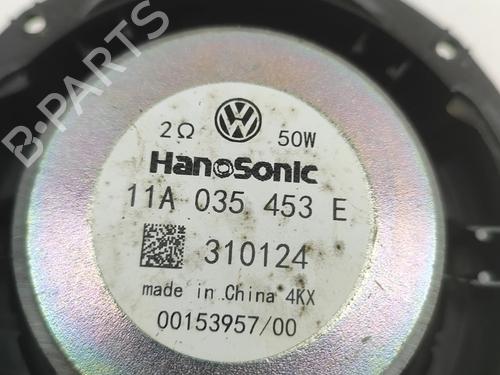 B-PARTS
2Ω 50W
Hanosonic
11A 035 453 E
310124
made in China 4KX
00153957/00